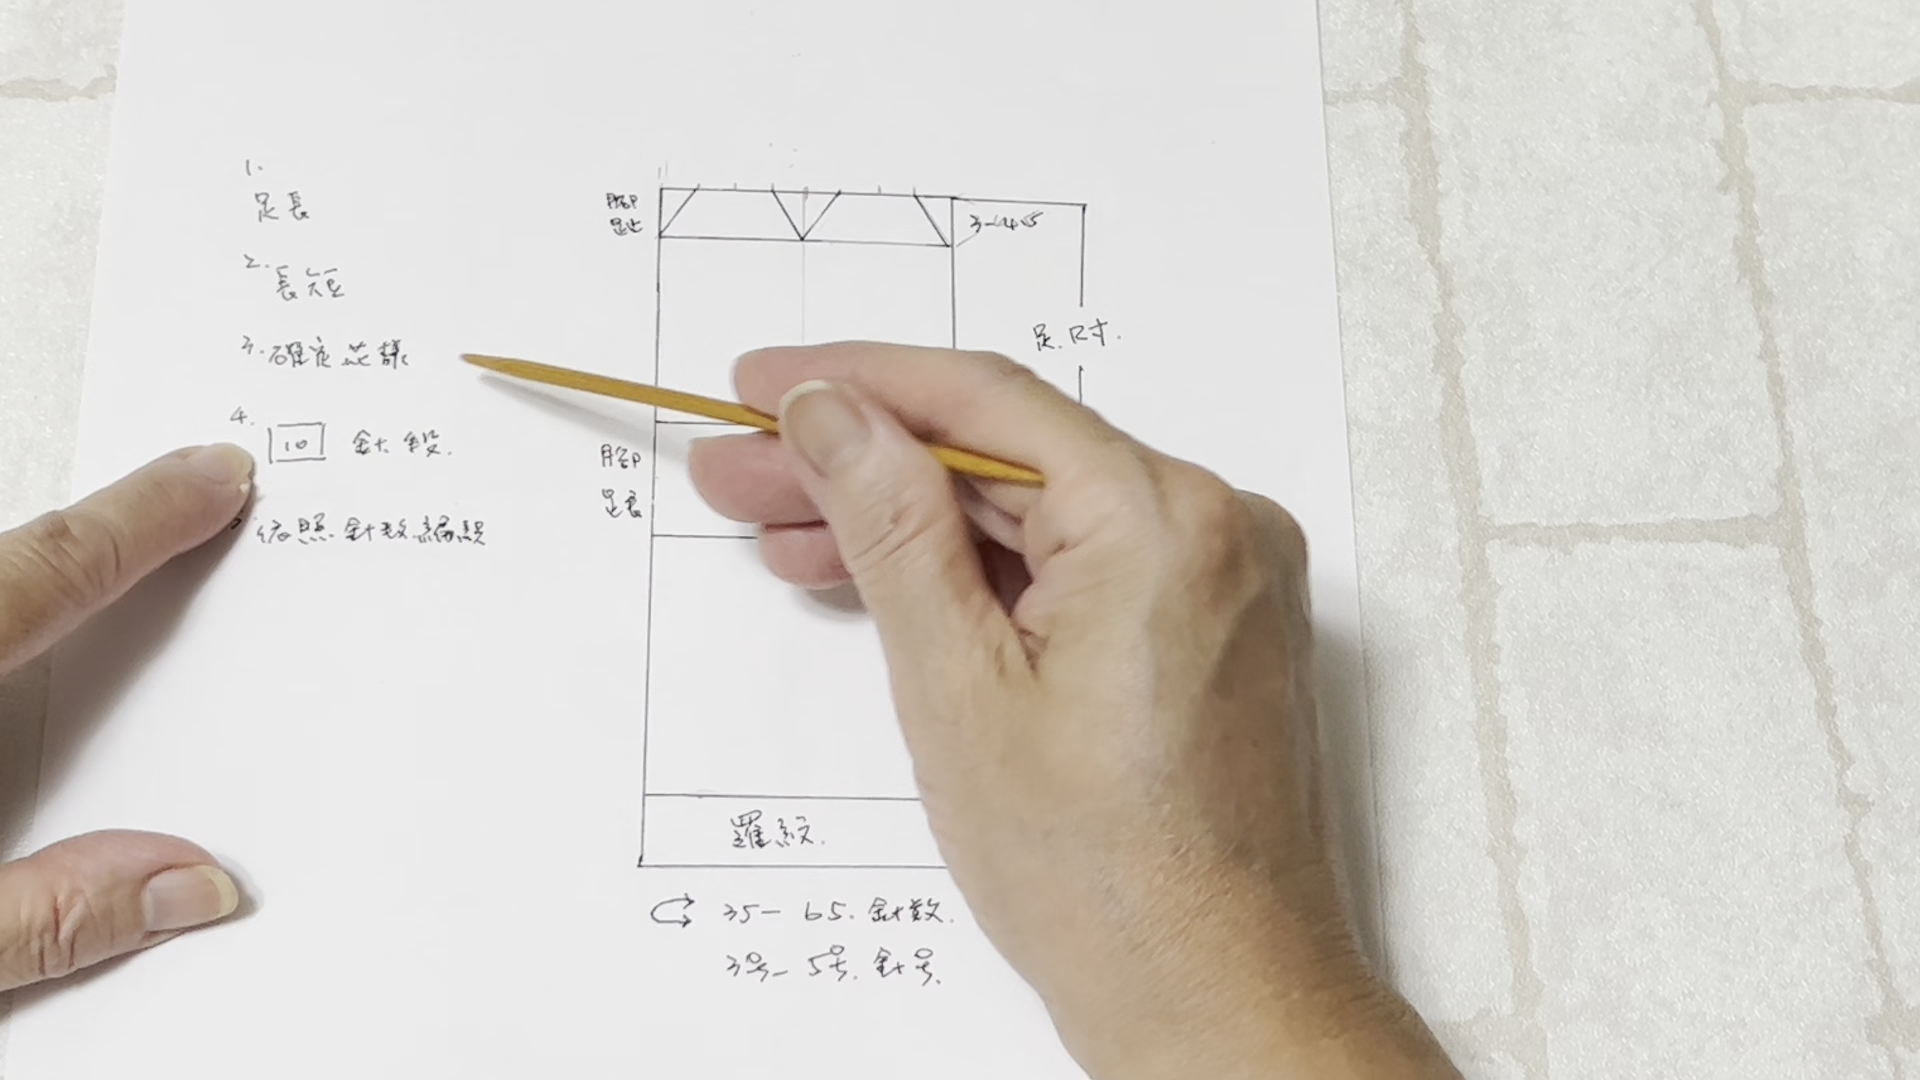 1.
足長
2.
長短
3.確定花樣
4.
10 針 段.
依照針数編織
腳
趾
3-4-5
足.尺寸.
腳
足長
羅紋.
35-65.針數.
3号-5号.針号.